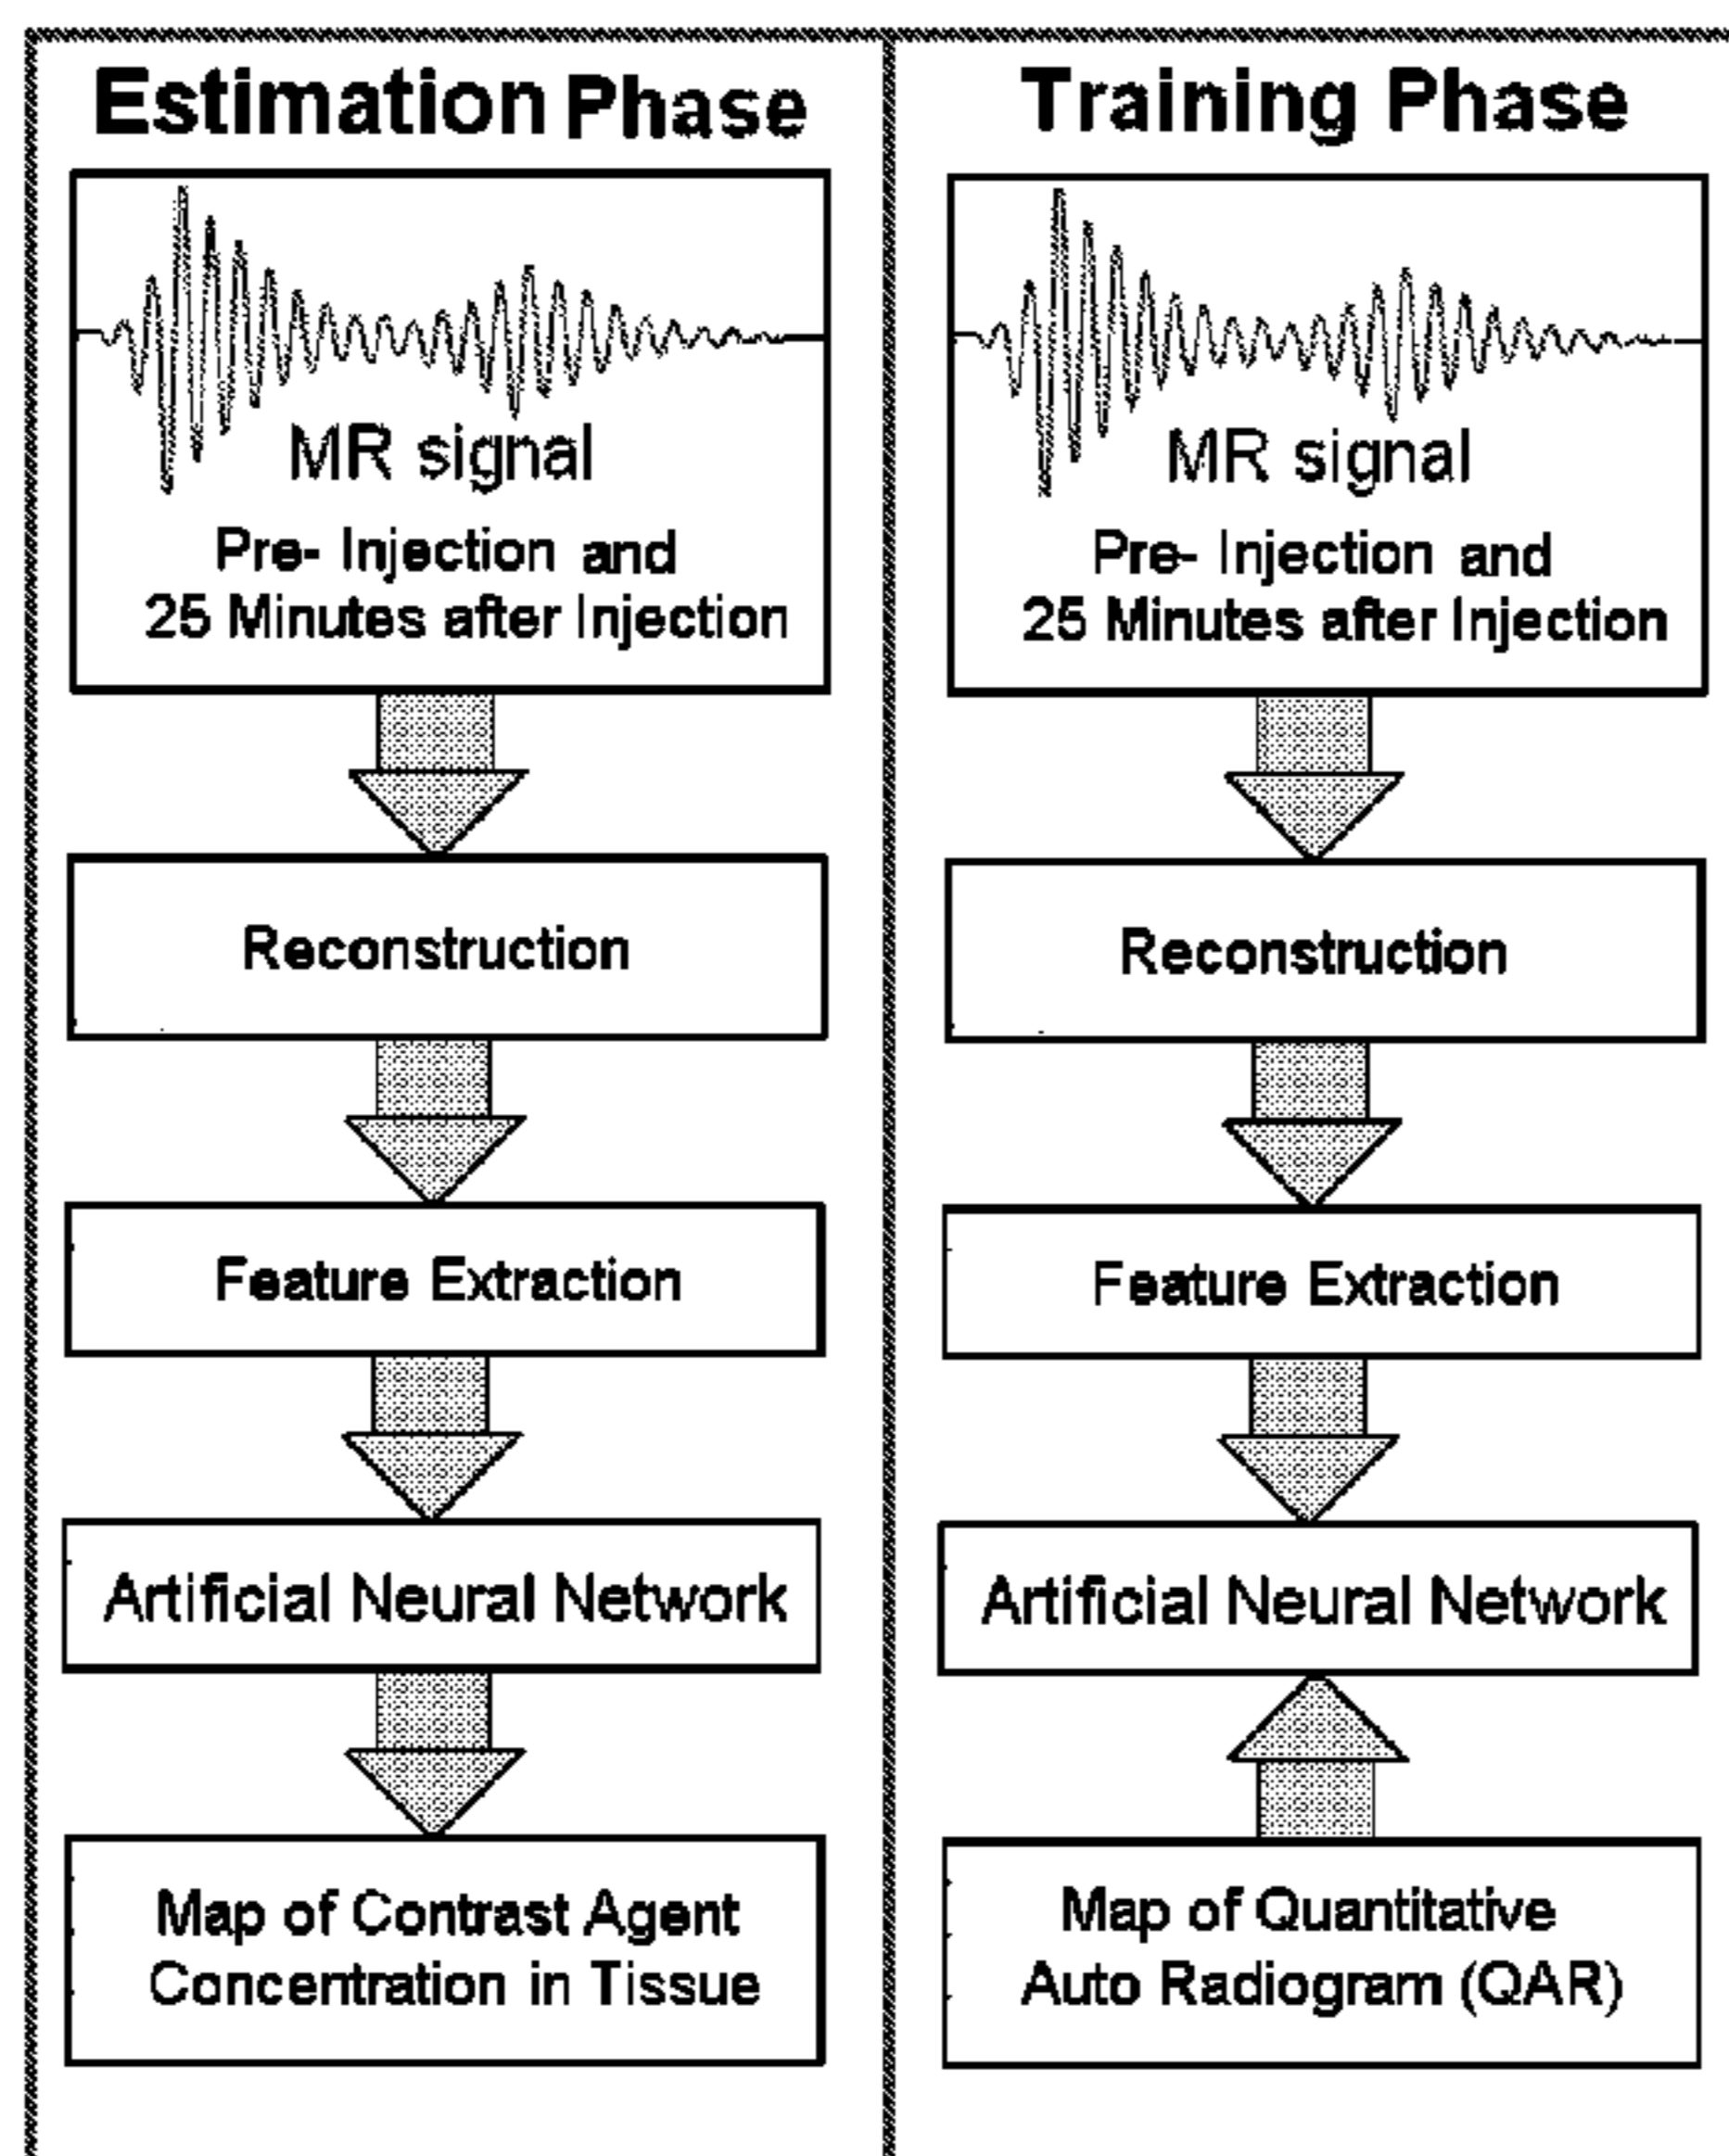 Estimation Phase
MR signal
Pre- Injection and
25 Minutes after Injection
Reconstruction
Feature Extraction
Artificial Neural Network
Map of Contrast Agent
Concentration in Tissue
Training Phase
MR signal
Pre- Injection and
25 Minutes after Injection
Reconstruction
Feature Extraction
Artificial Neural Network
Map of Quantitative
Auto Radiogram (QAR)